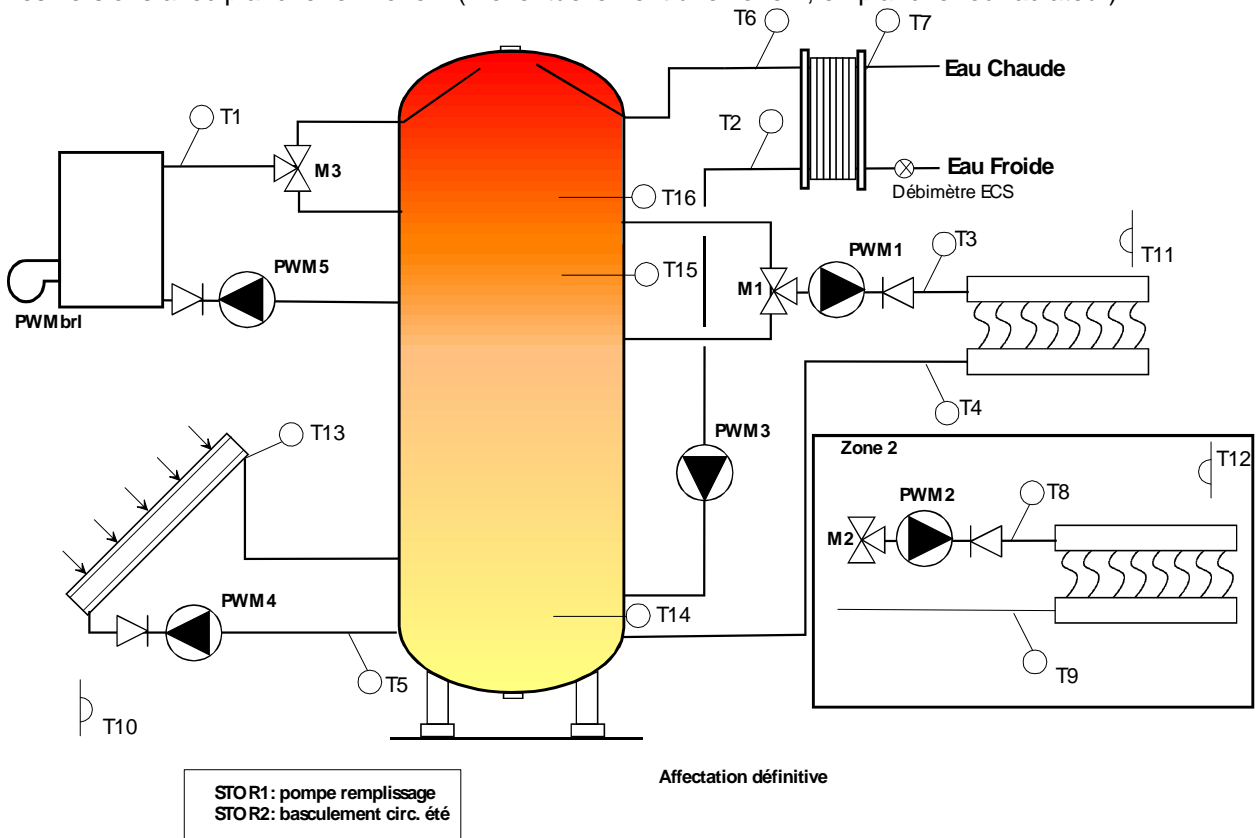 T6
T7
Eau Chaude
T1
T2
M3
Eau Froide
Débimètre ECS
T16
T3
T11
PWM5
PWM1
T15
M1
PWMbrl
T4
T13
PWM3
Zone 2
T12
PWM2
T8
M2
PWM4
T14
T5
T9
T10
Affectation définitive
STOR1: pompe remplissage
STOR2: basculement circ. été